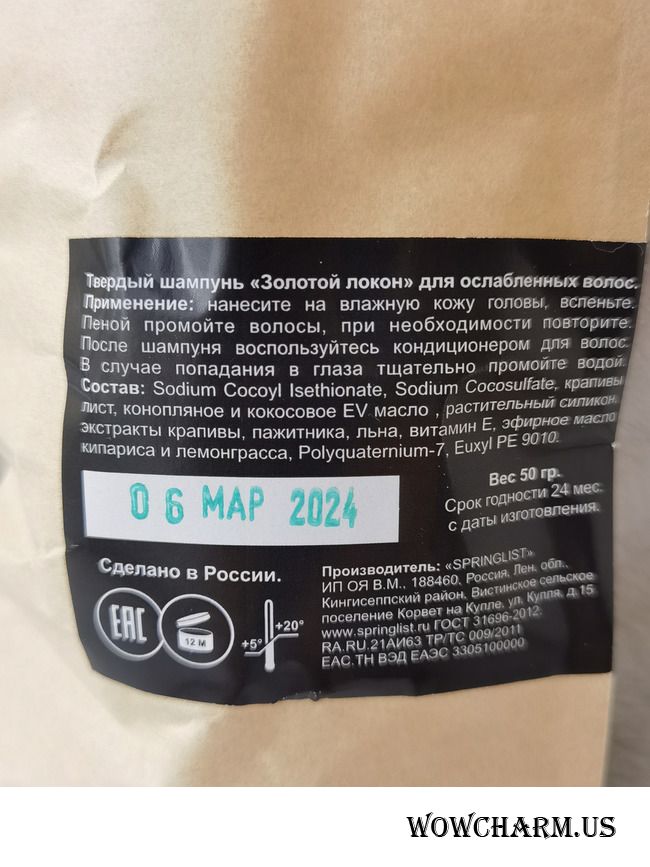 Твердый шампунь «Золотой локон» для ослабленных волос.
Применение: нанесите на влажную кожу головы, вспеньте.
Пеной промойте волосы, при необходимости повторите.
После шампуня воспользуйтесь кондиционером для волос.
В случае попадания в глаза тщательно промойте водой.
Состав: Sodium Cocoyl Isethionate, Sodium Cocosulfate, крапивы
лист, конопляное и кокосовое EV масло , растительный силикон,
экстракты крапивы, пажитника, льна, витамин Е, эфирное масло
кипариса и лемонграсса, Polyquaternium-7, Euxyl PE 9010.
Вес 50 гр.
Срок годности 24 мес.
с даты изготовления.
06 МАР 2024
Сделано в России.
EAC
12 M
+5°
+20°
Производитель: «SPRINGLIST»,
ИП ОЯ В.М., 188460, Россия, Лен. обл.,
Кингисеппский район, Вистинское сельское
поселение Корвет на Купле, ул. Купля, д.15
www.springlist.ru ГОСТ 31696-2012;
RA.RU.21АИ63 ТР/ТС 009/2011
ЕАС.ТН ВЭД ЕАЭС 3305100000
WOWCHARM.US